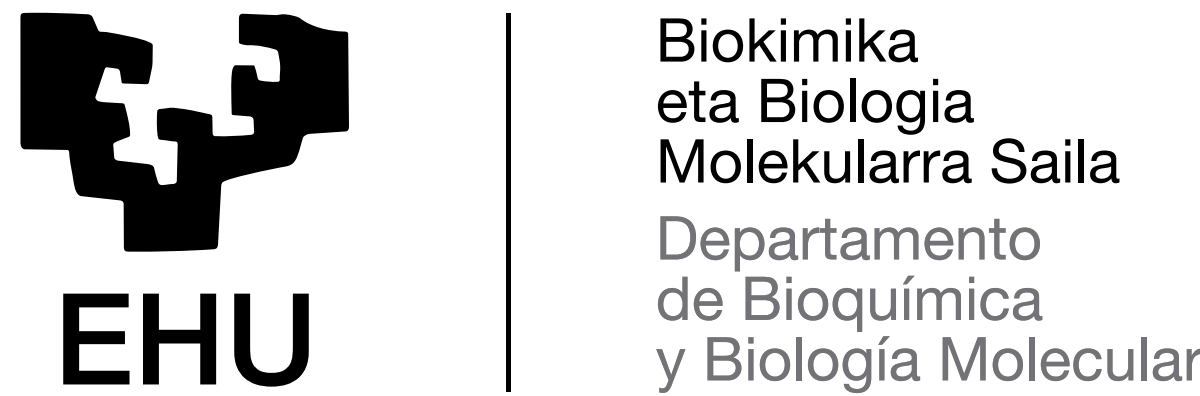 EHU
Biokimika
eta Biologia
Molekularra Saila
Departamento
de Bioquímica
y Biología Molecular